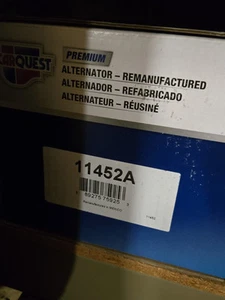 QUEST
PREMIUM
ALTERNATOR – REMANUFACTURED
ALTERNADOR – REFABRICADO
ALTERNATEUR – RÉUSINÉ
11452A